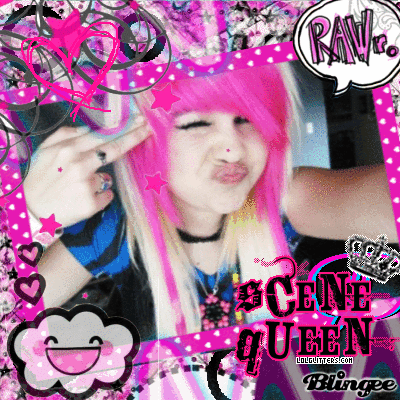 RAWr.
SCENE
QUEEN
LOLGLITTERS.COM
Blingee